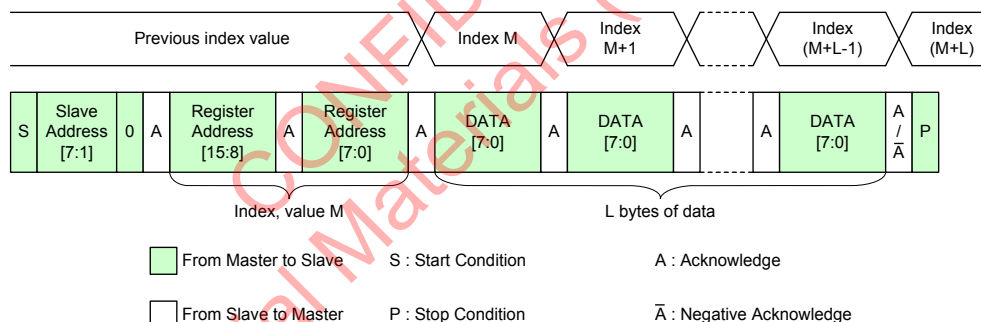 Previous index value
Index M
Index
M+1
Index
(M+L-1)
Index
(M+L)
S
Slave
Address
[7:1]
0
A
Register
Address
[15:8]
A
Register
Address
[7:0]
A
DATA
[7:0]
A
DATA
[7:0]
A
A
DATA
[7:0]
A
/
A̅
P
Index, value M
L bytes of data
From Master to Slave
S : Start Condition
A : Acknowledge
From Slave to Master
P : Stop Condition
A̅ : Negative Acknowledge
Materials (